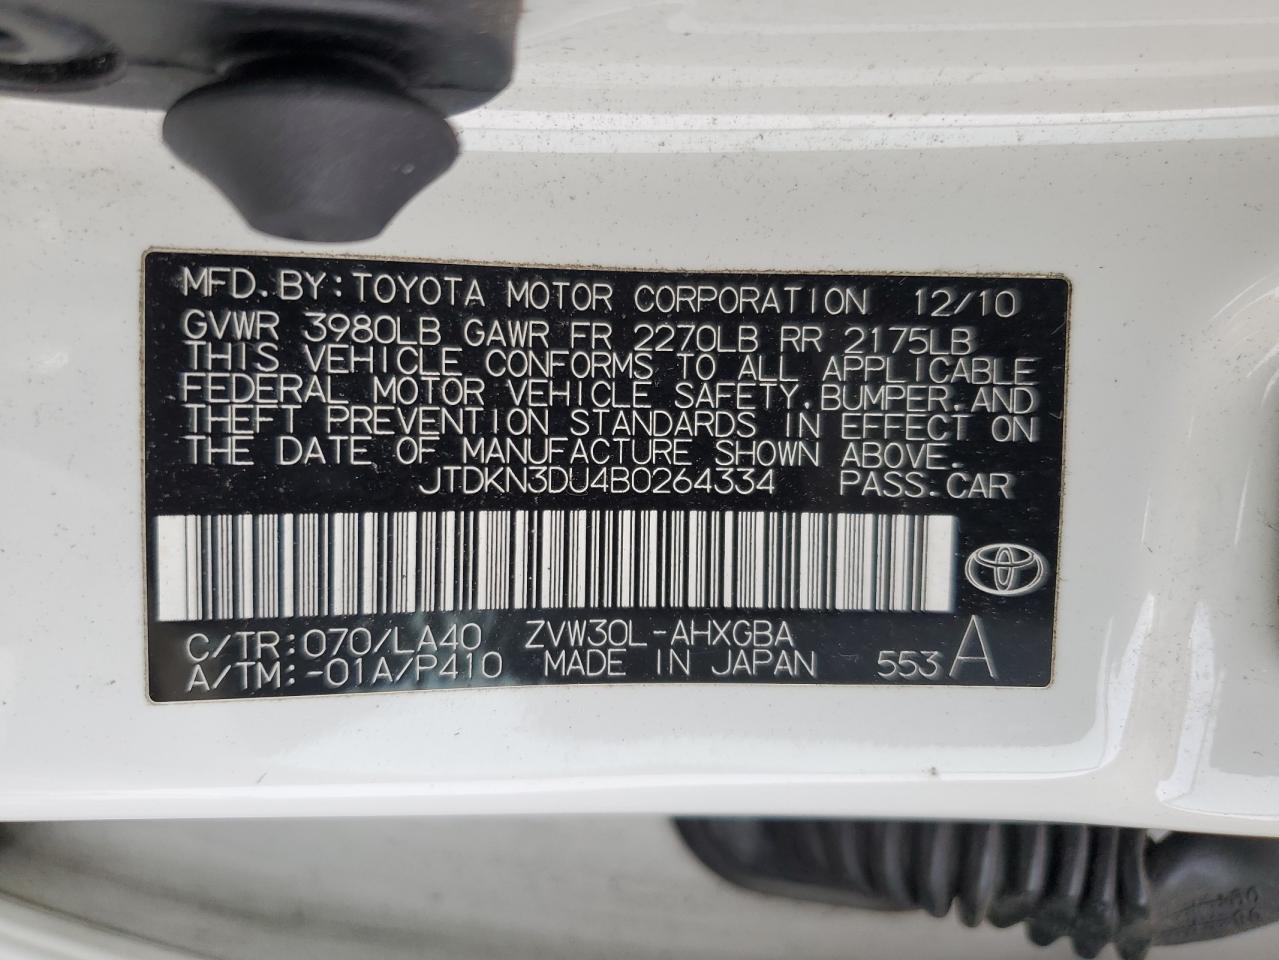 MFD. BY: TOYOTA MOTOR CORPORATION 12/10
GVWR 3980LB GAWR FR 2270LB RR 2175LB
THIS VEHICLE CONFORMS TO ALL APPLICABLE
FEDERAL MOTOR VEHICLE SAFETY, BUMPER, AND
THEFT PREVENTION STANDARDS IN EFFECT ON
THE DATE OF MANUFACTURE SHOWN ABOVE.
JTDKN3DU4B0264334 PASS. CAR
C/TR: 070/LA40 ZVW30L-AHXGBA
A/TM: -01A/P410 MADE IN JAPAN 553 A